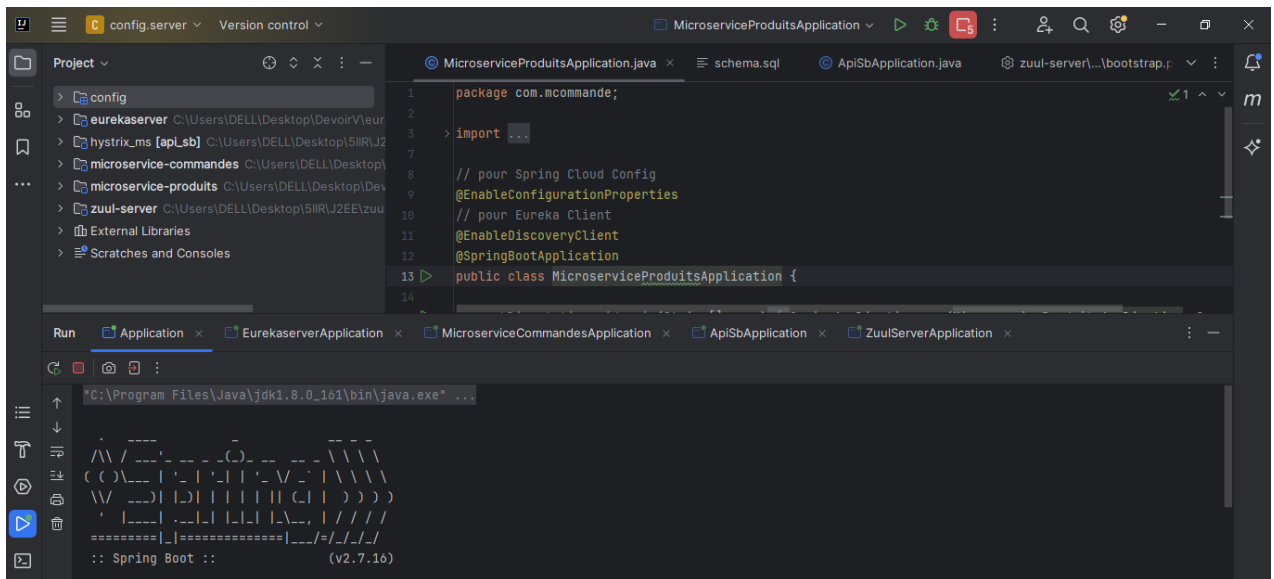 C config.server Version control MicroserviceProduitsApplication 5
Project
MicroserviceProduitsApplication.java schema.sql ApiSbApplication.java zuul-server\...\bootstrap.p
config
eurekaserver C:\Users\DELL\Desktop\DevoirV\eur
hystrix_ms [api_sb] C:\Users\DELL\Desktop\5IIR\J2
microservice-commandes C:\Users\DELL\Desktop\
microservice-produits C:\Users\DELL\Desktop\Dev
zuul-server C:\Users\DELL\Desktop\5IIR\J2EE\zuu
External Libraries
Scratches and Consoles
1 package com.mcommande; 1
2
3 import ...
7
8 // pour Spring Cloud Config
9 @EnableConfigurationProperties
10 // pour Eureka Client
11 @EnableDiscoveryClient
12 @SpringBootApplication
13 public class MicroserviceProduitsApplication {
14
m
Run Application EurekaserverApplication MicroserviceCommandesApplication ApiSbApplication ZuulServerApplication
"C:\Program Files\Java\jdk1.8.0_161\bin\java.exe" ...
:: Spring Boot :: (v2.7.16)